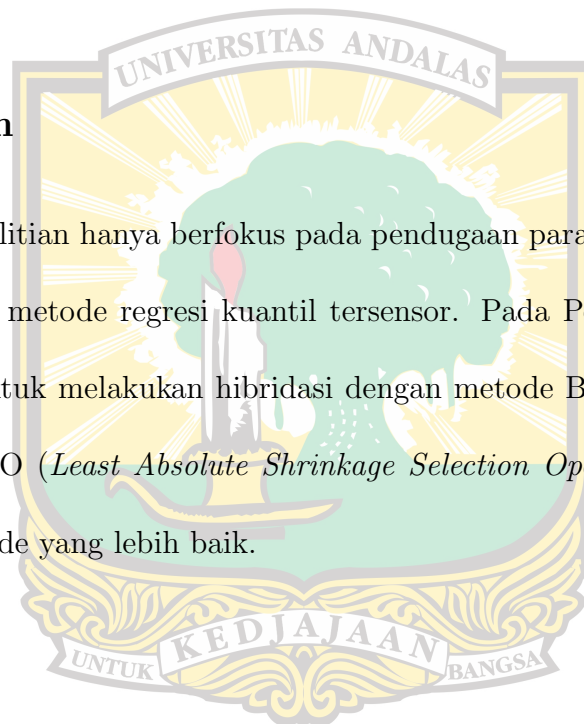 UNIVERSITAS ANDALAS
n
litian hanya berfokus pada pendugaan para
metode regresi kuantil tersensor. Pada P
tuk melakukan hibridasi dengan metode B
O (Least Absolute Shrinkage Selection Op
de yang lebih baik.
KEDJAJAAN
UNTUK BANGSA